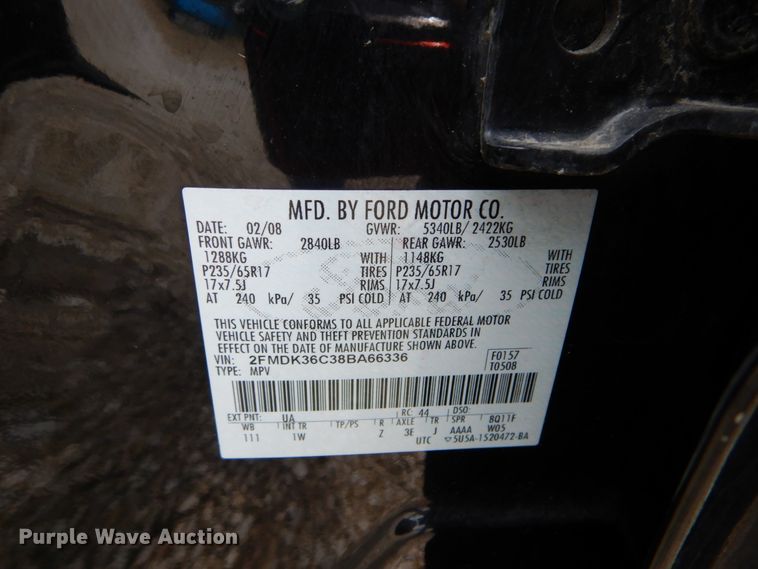 MFD. BY FORD MOTOR CO.
DATE: 02/08 GVWR: 5340LB/ 2422KG
FRONT GAWR: 2840LB REAR GAWR: 2530LB
1288KG WITH 1148KG WITH
P235/65R17 TIRES P235/65R17 TIRES
17x7.5J RIMS 17x7.5J RIMS
AT 240 kPa/ 35 PSI COLD AT 240 kPa/ 35 PSI COLD
THIS VEHICLE CONFORMS TO ALL APPLICABLE FEDERAL MOTOR
VEHICLE SAFETY AND THEFT PREVENTION STANDARDS IN
EFFECT ON THE DATE OF MANUFACTURE SHOWN ABOVE.
VIN: 2FMDK36C38BA66336 F0157
TYPE: MPV T0508
EXT PNT: UA RC: 44 DSO:
WB INT TR TP/PS R AXLE TR SPR 8Q11F
111 1W Z 3E J AAAA W05
UTC 5U5A-1520472-BA
Purple Wave Auction